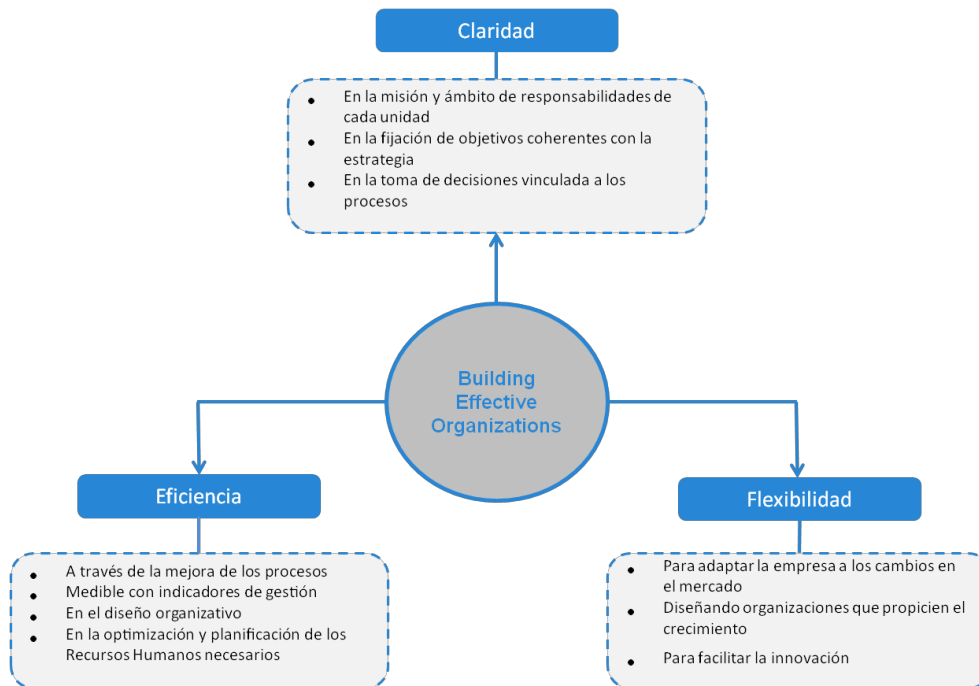 Claridad
En la misión y ámbito de responsabilidades de
cada unidad
En la fijación de objetivos coherentes con la
estrategia
En la toma de decisiones vinculada a los
procesos
Building
Effective
Organizations
Eficiencia
A través de la mejora de los procesos
Medible con indicadores de gestión
En el diseño organizativo
En la optimización y planificación de los
Recursos Humanos necesarios
Flexibilidad
Para adaptar la empresa a los cambios en
el mercado
Diseñando organizaciones que propicien el
crecimiento
Para facilitar la innovación